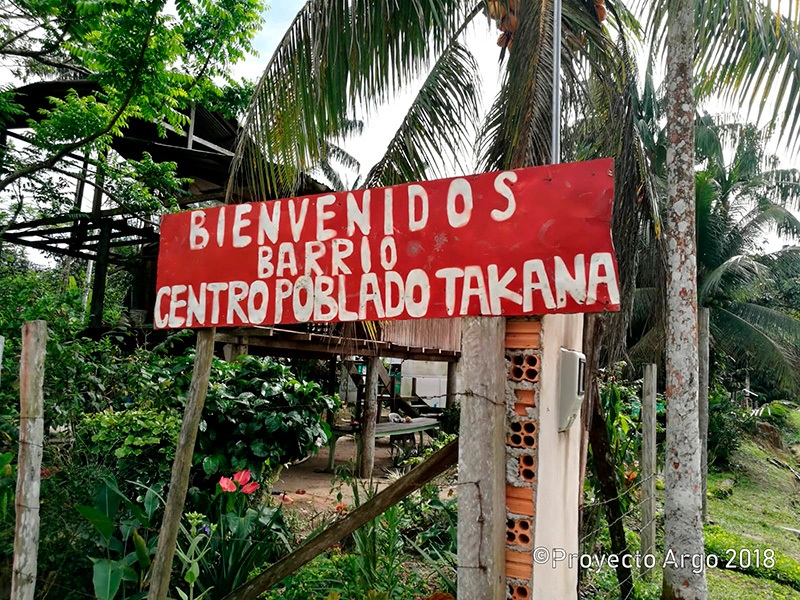 BIENVENIDOS
BARRIO
CENTRO POBLADO TAKANA
©Proyecto Argo 2018